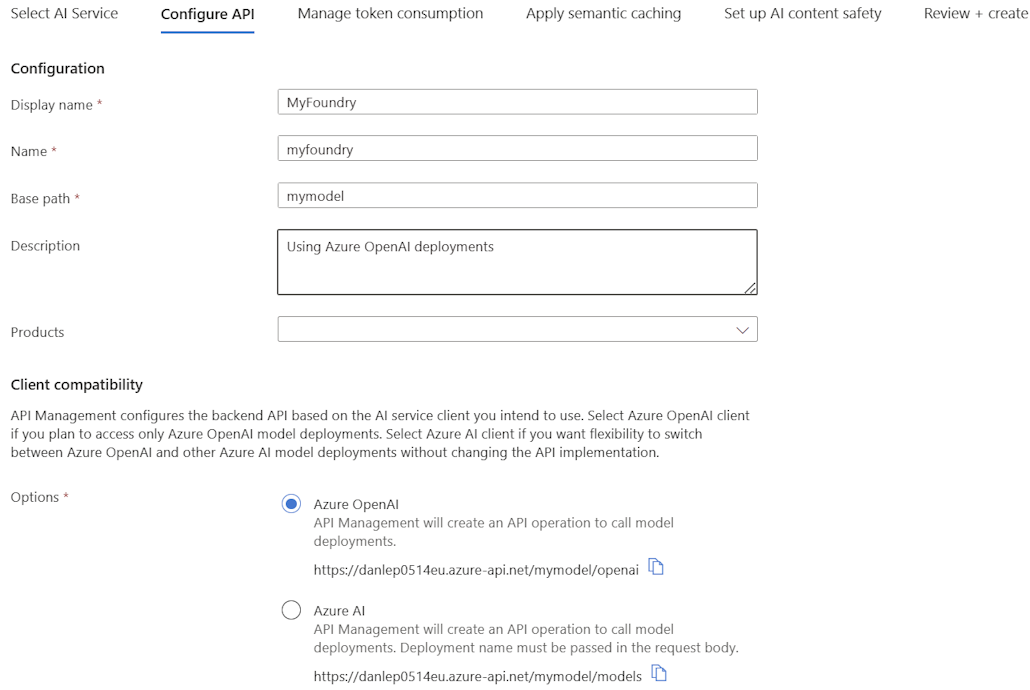 Select AI Service Configure API Manage token consumption Apply semantic caching Set up AI content safety Review + create
Configuration
Display name * MyFoundry
Name * myfoundry
Base path * mymodel
Description Using Azure OpenAI deployments
Products
Client compatibility
API Management configures the backend API based on the AI service client you intend to use. Select Azure OpenAI client
if you plan to access only Azure OpenAI model deployments. Select Azure AI client if you want flexibility to switch
between Azure OpenAI and other Azure AI model deployments without changing the API implementation.
Options * Azure OpenAI
API Management will create an API operation to call model
deployments.
https://danlep0514eu.azure-api.net/mymodel/openai
Azure AI
API Management will create an API operation to call model
deployments. Deployment name must be passed in the request body.
https://danlep0514eu.azure-api.net/mymodel/models